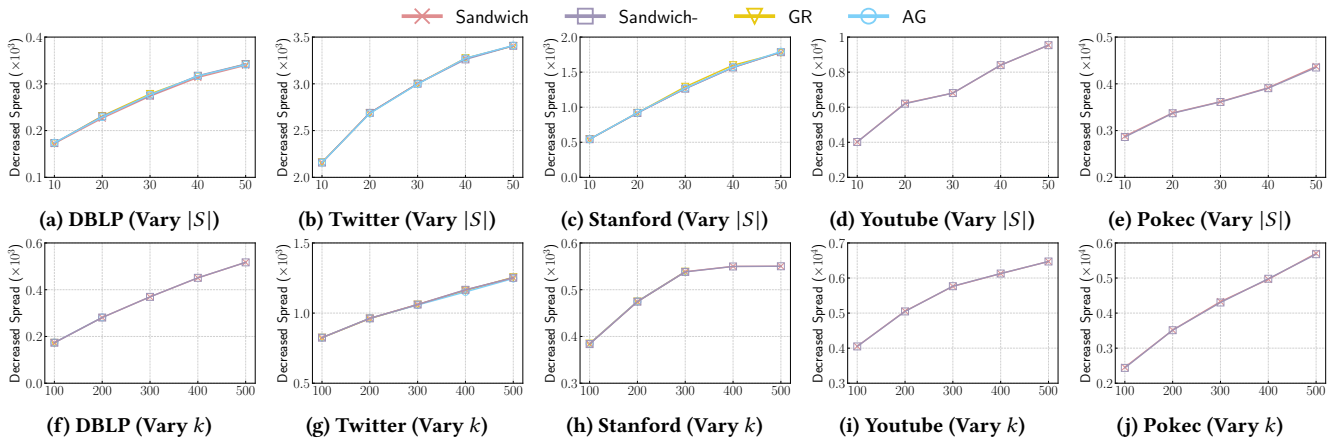 Sandwich Sandwich- GR AG
Decreased Spread (×10³)
0.4
0.3
0.2
0.1
10 20 30 40 50
(a) DBLP (Vary |S|)
Decreased Spread (×10³)
3.5
3.0
2.5
2.0
10 20 30 40 50
(b) Twitter (Vary |S|)
Decreased Spread (×10³)
2.0
1.5
1.0
0.5
0.0
10 20 30 40 50
(c) Stanford (Vary |S|)
Decreased Spread (×10⁴)
1
0.8
0.6
0.4
0.2
10 20 30 40 50
(d) Youtube (Vary |S|)
Decreased Spread (×10⁴)
0.5
0.4
0.3
0.2
10 20 30 40 50
(e) Pokec (Vary |S|)
Decreased Spread (×10³)
0.6
0.4
0.2
0.0
100 200 300 400 500
(f) DBLP (Vary k)
Decreased Spread (×10³)
1.5
1.0
0.5
100 200 300 400 500
(g) Twitter (Vary k)
Decreased Spread (×10³)
0.6
0.5
0.4
0.3
100 200 300 400 500
(h) Stanford (Vary k)
Decreased Spread (×10⁴)
0.7
0.6
0.5
0.4
0.3
100 200 300 400 500
(i) Youtube (Vary k)
Decreased Spread (×10⁴)
0.6
0.5
0.4
0.3
0.2
100 200 300 400 500
(j) Pokec (Vary k)